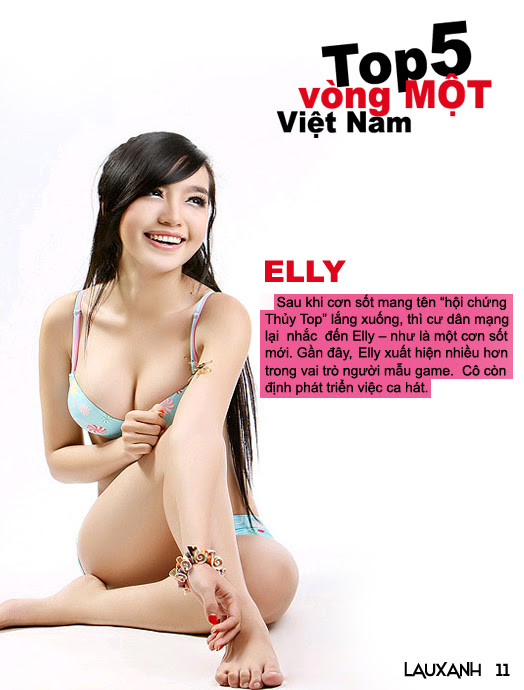 Top5
vòng MỘT
Việt Nam
ELLY
Sau khi cơn sốt mang tên “hội chứng
Thủy Top” lắng xuống, thì cư dân mạng
lại nhắc đến Elly – như là một cơn sốt
mới. Gần đây, Elly xuất hiện nhiều hơn
trong vai trò người mẫu game. Cô còn
định phát triển việc ca hát.
LAUXANH 11